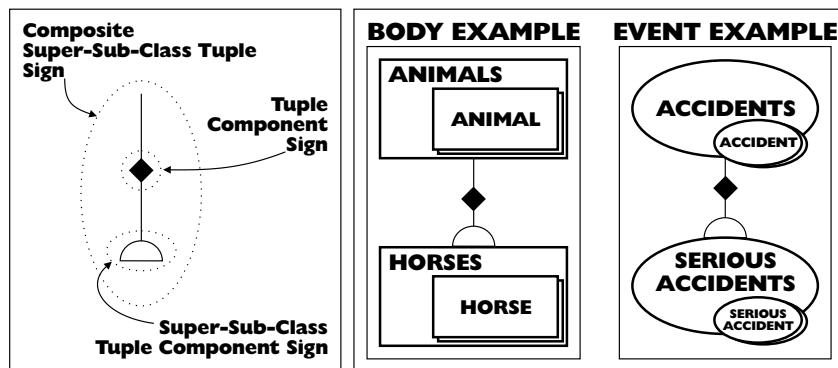 Composite
Super-Sub-Class Tuple
Sign
Tuple
Component
Sign
Super-Sub-Class
Tuple Component Sign
BODY EXAMPLE
ANIMALS
ANIMAL
HORSES
HORSE
EVENT EXAMPLE
ACCIDENTS
ACCIDENT
SERIOUS
ACCIDENTS
SERIOUS
ACCIDENT